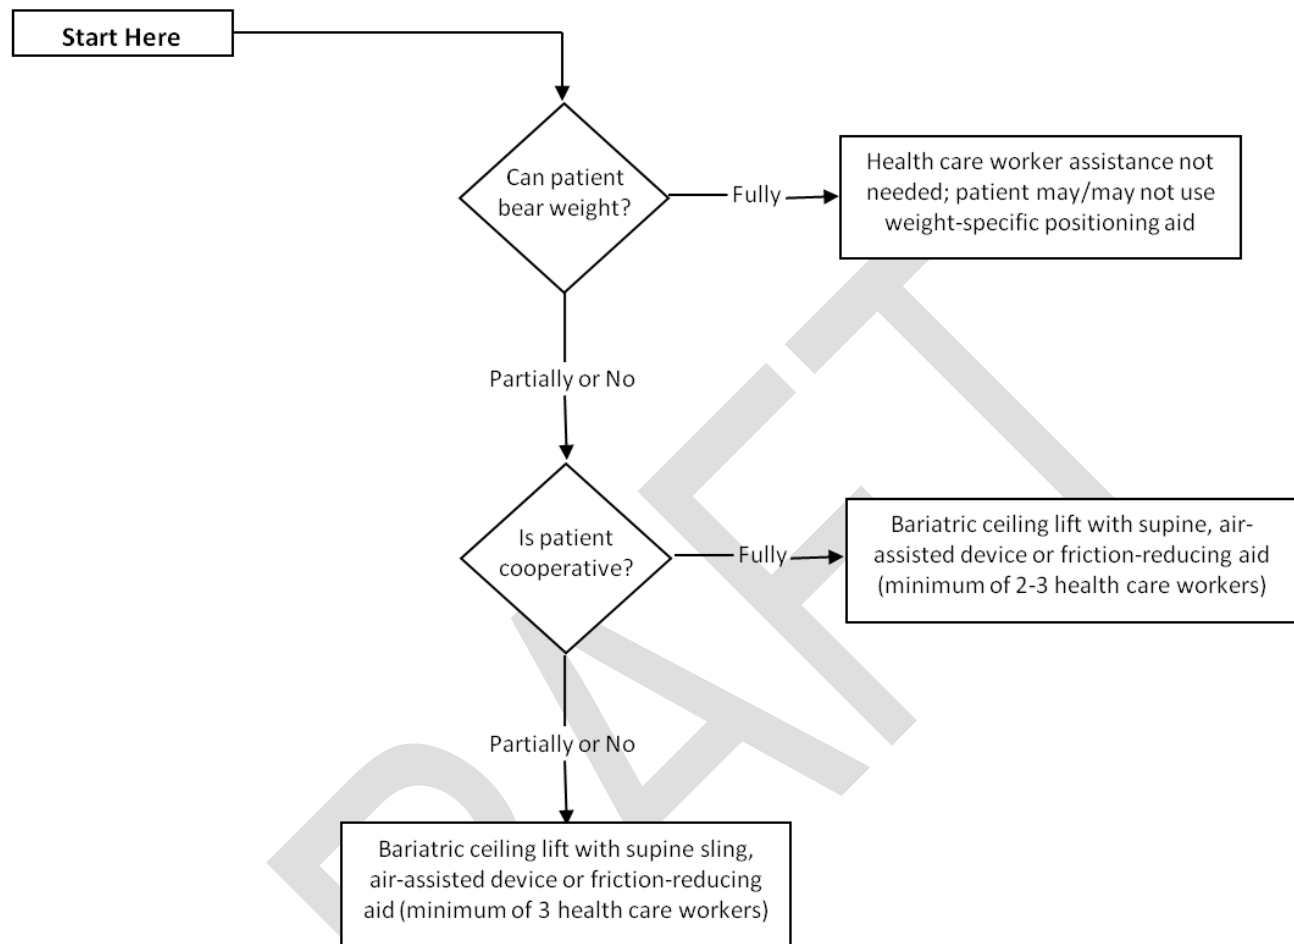 Start Here
Can patient
bear weight?
Fully
Health care worker assistance not
needed; patient may/may not use
weight-specific positioning aid
Partially or No
Is patient
cooperative?
Fully
Bariatric ceiling lift with supine, air-
assisted device or friction-reducing aid
(minimum of 2-3 health care workers)
Partially or No
Bariatric ceiling lift with supine sling,
air-assisted device or friction-reducing
aid (minimum of 3 health care workers)
DRAFT